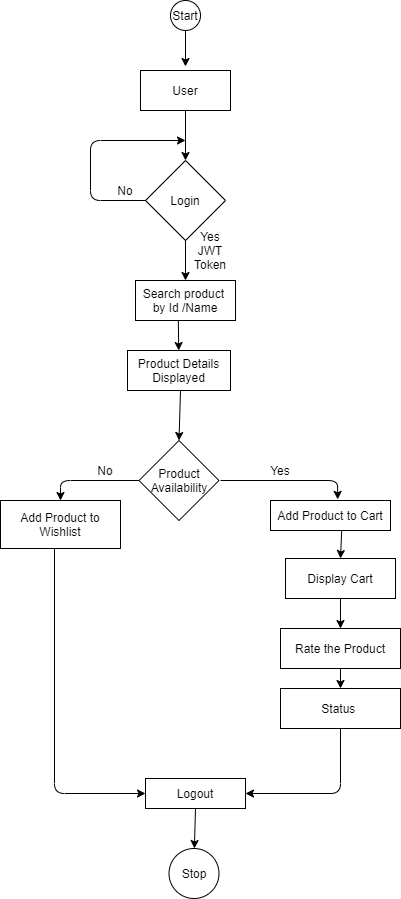 Start
User
No
Login
Yes
JWT
Token
Search product
by Id /Name
Product Details
Displayed
No
Product
Availability
Yes
Add Product to
Wishlist
Add Product to Cart
Display Cart
Rate the Product
Status
Logout
Stop